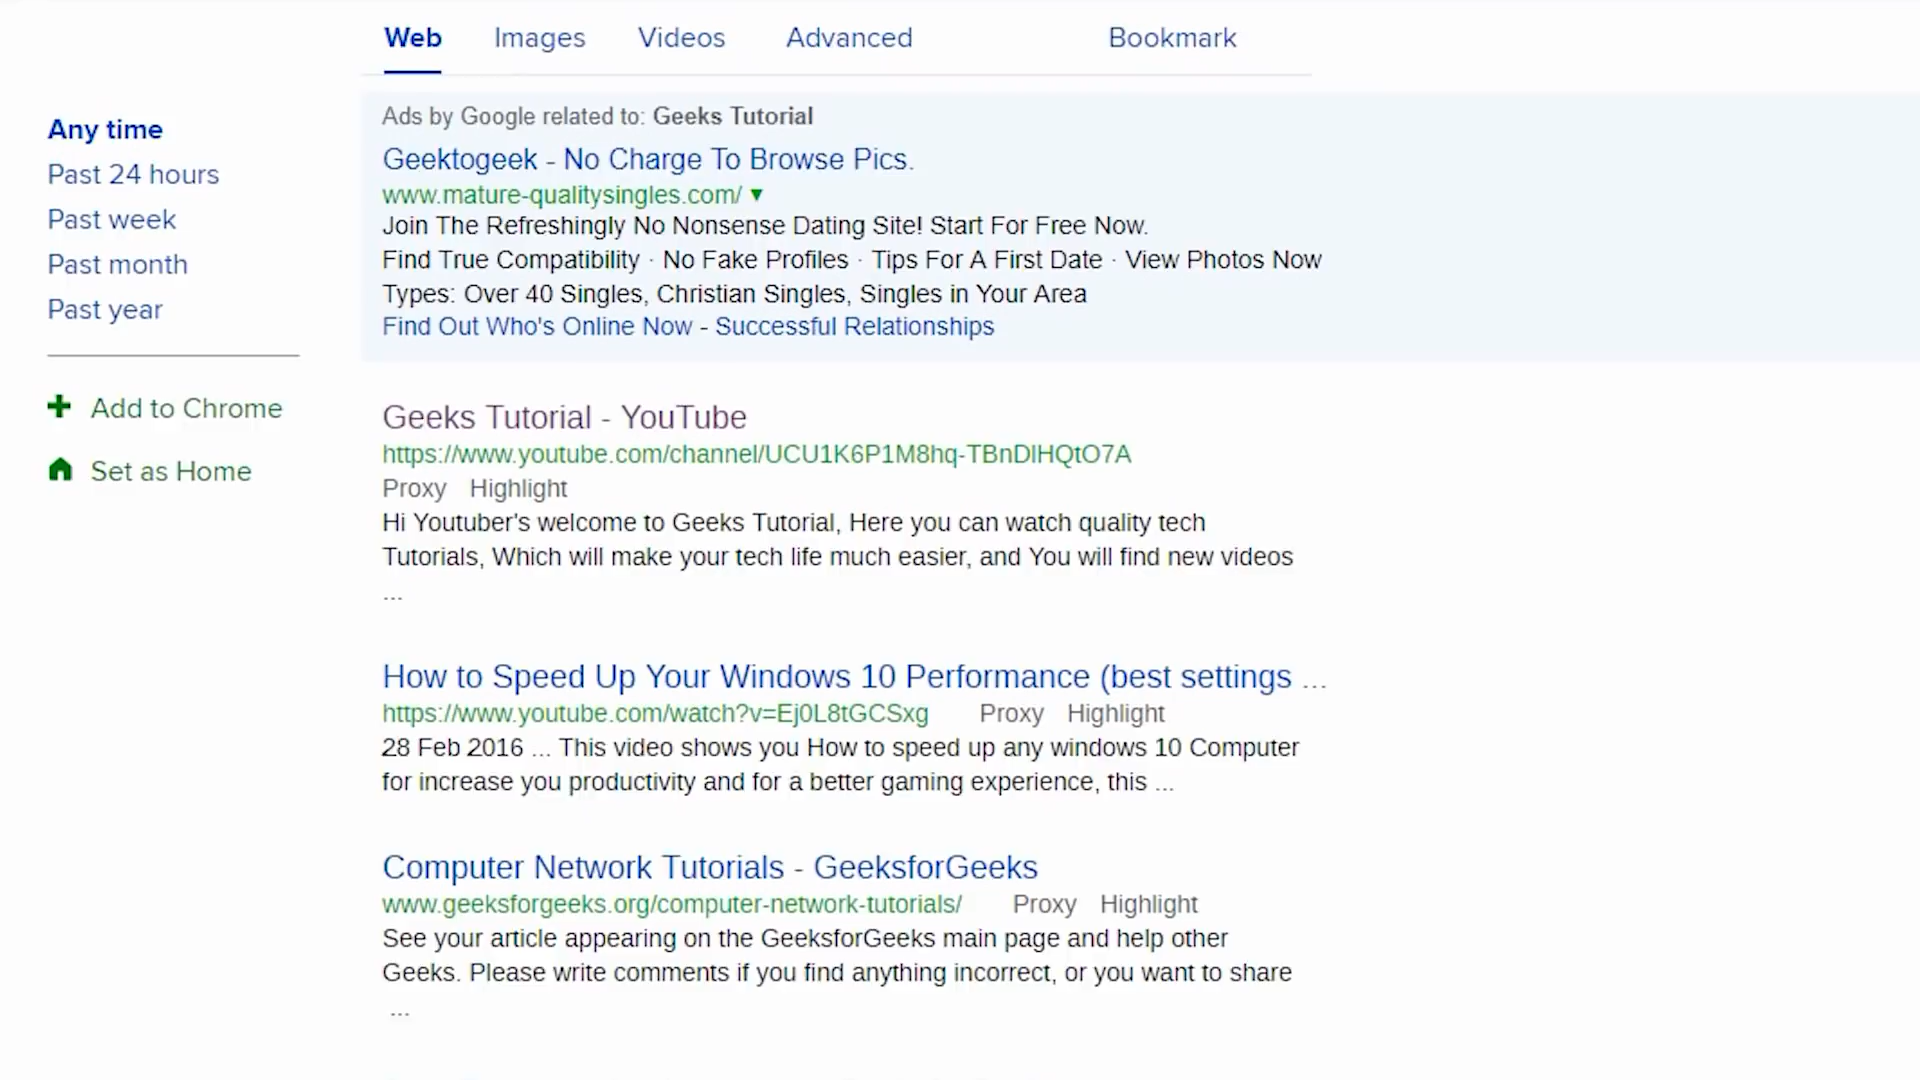 Web Images Videos Advanced Bookmark
Any time
Past 24 hours
Past week
Past month
Past year
Add to Chrome
Set as Home
Ads by Google related to: Geeks Tutorial
Geektogeek - No Charge To Browse Pics.
www.mature-qualitysingles.com/ ▼
Join The Refreshingly No Nonsense Dating Site! Start For Free Now.
Find True Compatibility · No Fake Profiles · Tips For A First Date · View Photos Now
Types: Over 40 Singles, Christian Singles, Singles in Your Area
Find Out Who's Online Now - Successful Relationships
Geeks Tutorial - YouTube
https://www.youtube.com/channel/UCU1K6P1M8hq-TBnDlHQtO7A
Proxy Highlight
Hi Youtuber's welcome to Geeks Tutorial, Here you can watch quality tech
Tutorials, Which will make your tech life much easier, and You will find new videos
...
How to Speed Up Your Windows 10 Performance (best settings ...
https://www.youtube.com/watch?v=Ej0L8tGCSxg Proxy Highlight
28 Feb 2016 ... This video shows you How to speed up any windows 10 Computer
for increase you productivity and for a better gaming experience, this ...
Computer Network Tutorials - GeeksforGeeks
www.geeksforgeeks.org/computer-network-tutorials/ Proxy Highlight
See your article appearing on the GeeksforGeeks main page and help other
Geeks. Please write comments if you find anything incorrect, or you want to share
...